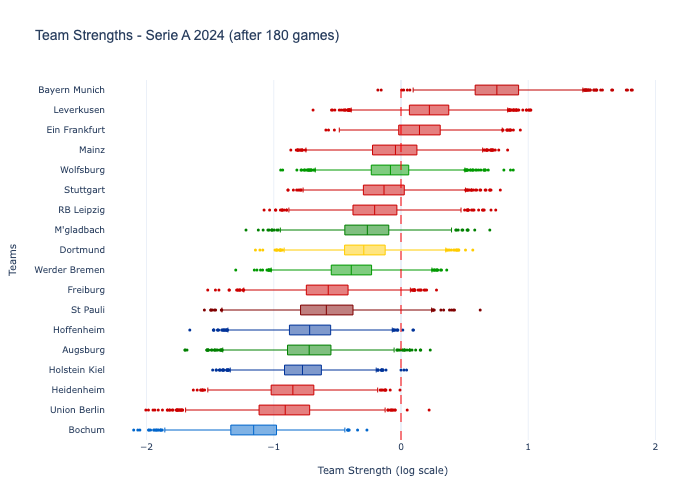 Team Strengths - Serie A 2024 (after 180 games)
Bayern Munich
Leverkusen
Ein Frankfurt
Mainz
Wolfsburg
Stuttgart
RB Leipzig
M'gladbach
Dortmund
Werder Bremen
Freiburg
St Pauli
Hoffenheim
Augsburg
Holstein Kiel
Heidenheim
Union Berlin
Bochum
Teams
−2 −1 0 1 2
Team Strength (log scale)